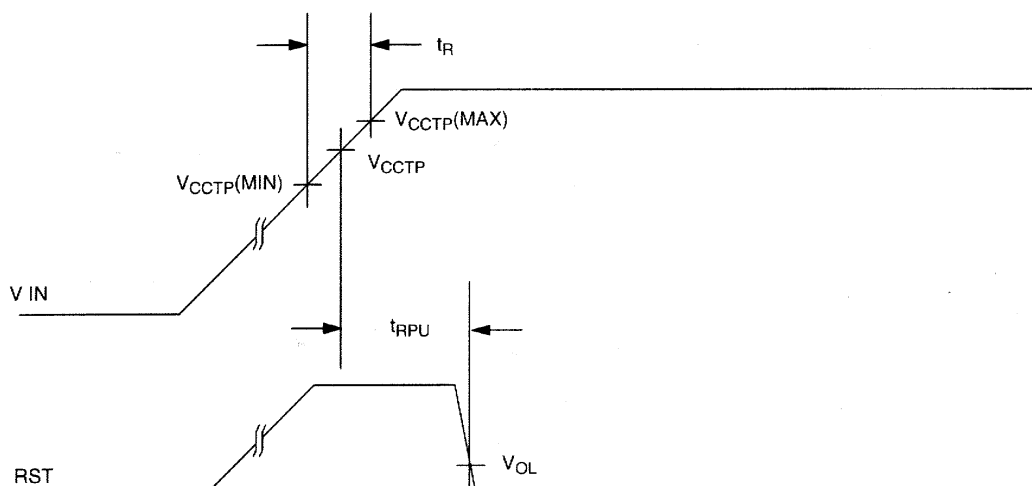 tR
VCCTP(MAX)
VCCTP
VCCTP(MIN)
V IN
tRPU
RST
VOL